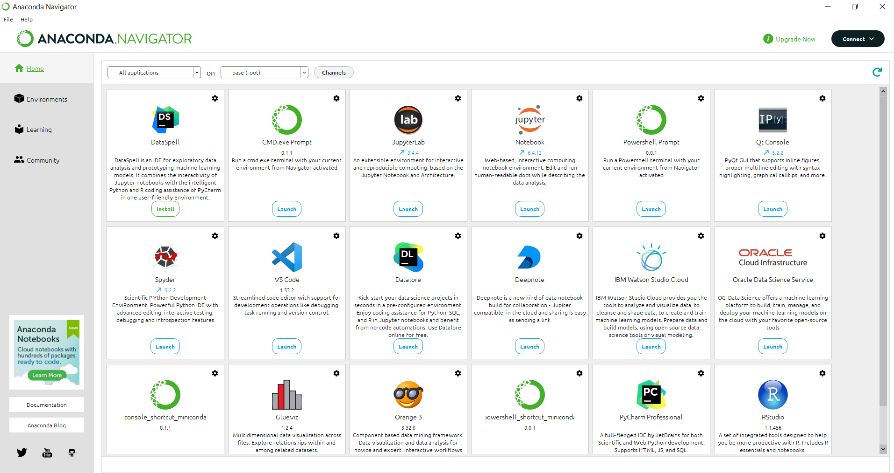 Anaconda Navigator
File Help
ANACONDA.NAVIGATOR
Upgrade Now
Connect
Home
Environments
Learning
Community
All applications on base (root) Channels
DataSpell
DataSpell is an IDE for exploratory data
analysis and prototyping machine learning
models. It combines the interactivity of
Jupyter notebooks with the intelligent
Python and R coding assistance of PyCharm
in one user-friendly environment.
Install
CMD.exe Prompt
0.1.1
Run a cmd.exe terminal with your current
environment from Navigator activated
Launch
lab
JupyterLab
3.4.4
An extensible environment for interactive
and reproducible computing, based on the
Jupyter Notebook and Architecture.
Launch
jupyter
Notebook
6.4.12
Web-based, interactive computing
notebook environment. Edit and run
human-readable docs while describing the
data analysis.
Launch
Powershell Prompt
0.0.1
Run a Powershell terminal with your
current environment from Navigator
activated
Launch
IP[y]:
Qt Console
5.2.2
PyQt GUI that supports inline figures,
proper multiline editing with syntax
highlighting, graphical calltips, and more.
Launch
Spyder
Scientific PYthon Development
EnviRonment. Powerful Python IDE with
advanced editing, interactive testing,
debugging and introspection features
Launch
VS Code
Streamlined code editor with support for
development operations like debugging,
task running and version control.
Launch
DL
Datalore
Kick-start your data science projects in
seconds in a pre-configured environment.
Enjoy coding assistance for Python, SQL,
and R in Jupyter notebooks and benefit
from no-code automations. Use Datalore
online for free.
Launch
Deepnote
Deepnote is a new kind of data notebook
build for collaboration - Jupyter
compatible, in the cloud and sharing is easy
as sending a link
Launch
IBM Watson Studio Cloud
IBM Watson Studio Cloud provides you the
tools to analyze and visualize data, to
cleanse and shape data, to create and train
machine learning models. Prepare data and
build models, using open source data
science tools or visual modeling.
Launch
ORACLE
Cloud Infrastructure
Oracle Data Science Service
OCI Data Science offers a machine learning
platform to build, train, manage, and
deploy your machine learning models on
the cloud with your favorite open-source
tools
Launch
Anaconda
Notebooks
Cloud notebooks with
hundreds of packages
ready to code.
Learn More
Documentation
Anaconda Blog
console_shortcut_miniconda
0.1.1
Glueviz
1.2.4
Multidimensional data visualization across
files. Explore relationships within and
among related datasets.
Orange 3
3.32.0
Component based data mining framework.
Data visualization and data analysis for
novice and expert. Interactive workflows
powershell_shortcut_minicond
0.0.1
PC
PyCharm Professional
A full-fledged IDE by JetBrains for both
Scientific and Web Python development.
Supports HTML, JS, and SQL.
R
RStudio
1.1.456
A set of integrated tools designed to help
you be more productive with R. Includes R
essentials and notebooks